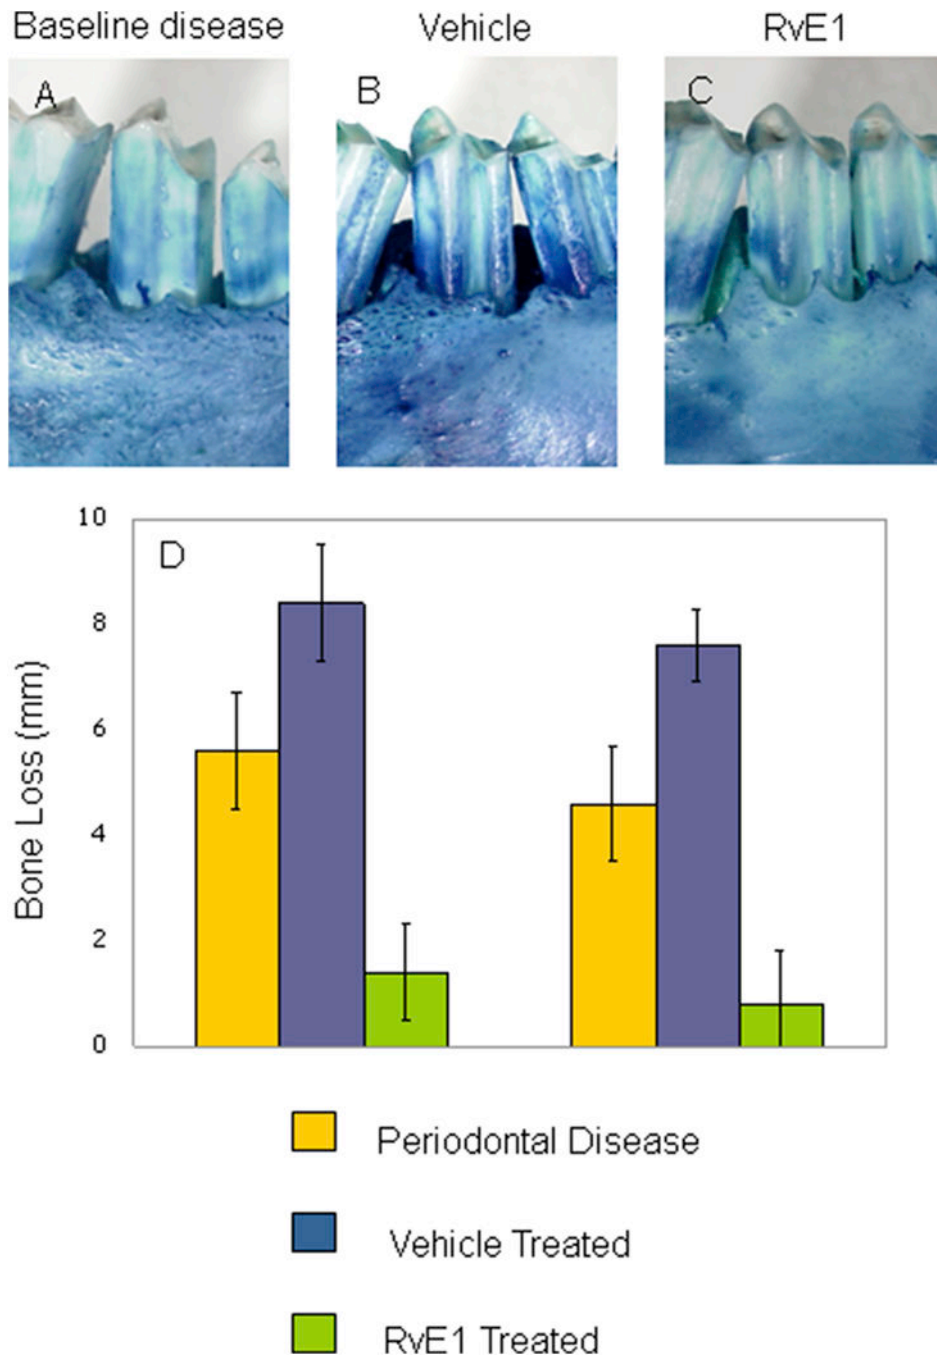 Baseline disease Vehicle RvE1
A B C
10
D
8
6
4
2
0
Bone Loss (mm)
Periodontal Disease
Vehicle Treated
RvE1 Treated